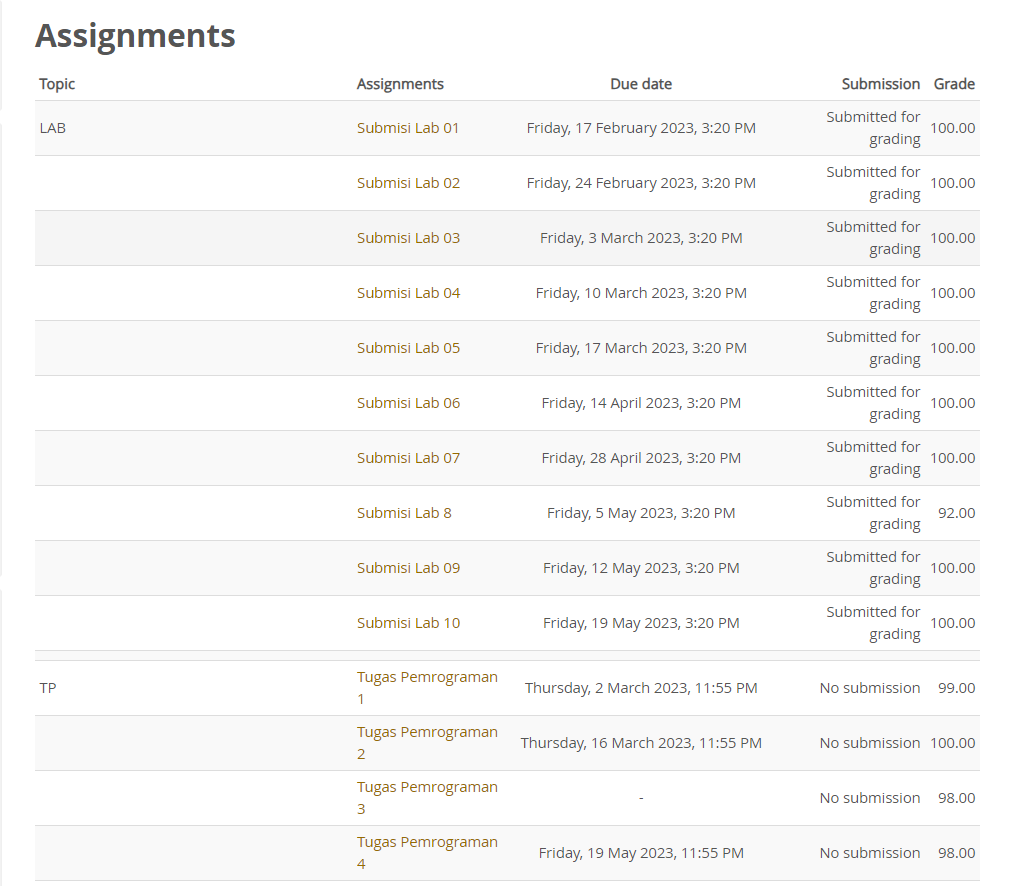 Assignments
Topic Assignments Due date Submission Grade
LAB Submisi Lab 01 Friday, 17 February 2023, 3:20 PM Submitted for grading 100.00
Submisi Lab 02 Friday, 24 February 2023, 3:20 PM Submitted for grading 100.00
Submisi Lab 03 Friday, 3 March 2023, 3:20 PM Submitted for grading 100.00
Submisi Lab 04 Friday, 10 March 2023, 3:20 PM Submitted for grading 100.00
Submisi Lab 05 Friday, 17 March 2023, 3:20 PM Submitted for grading 100.00
Submisi Lab 06 Friday, 14 April 2023, 3:20 PM Submitted for grading 100.00
Submisi Lab 07 Friday, 28 April 2023, 3:20 PM Submitted for grading 100.00
Submisi Lab 8 Friday, 5 May 2023, 3:20 PM Submitted for grading 92.00
Submisi Lab 09 Friday, 12 May 2023, 3:20 PM Submitted for grading 100.00
Submisi Lab 10 Friday, 19 May 2023, 3:20 PM Submitted for grading 100.00
TP Tugas Pemrograman 1 Thursday, 2 March 2023, 11:55 PM No submission 99.00
Tugas Pemrograman 2 Thursday, 16 March 2023, 11:55 PM No submission 100.00
Tugas Pemrograman 3 - No submission 98.00
Tugas Pemrograman 4 Friday, 19 May 2023, 11:55 PM No submission 98.00